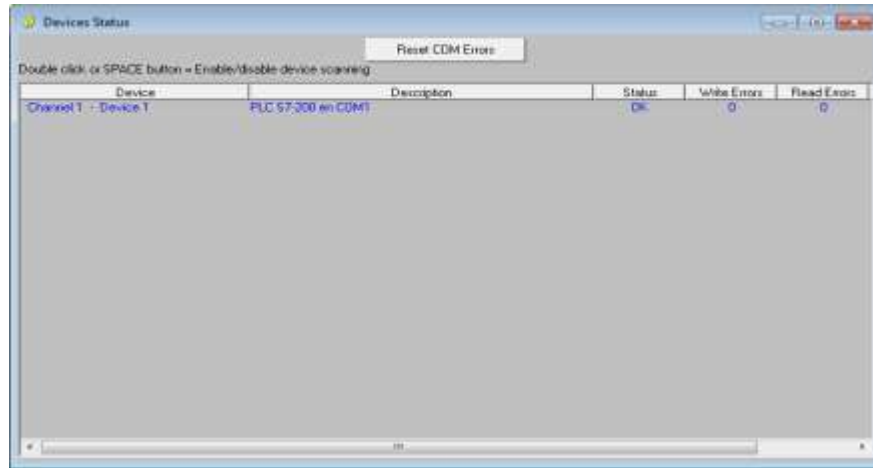 Devices Status
Reset COM Errors
Double click or SPACE button = Enable/disable device scanning
Device Description Status Write Errors Read Errors
Channel 1 - Device 1 PLC S7-200 en COM1 OK 0 0